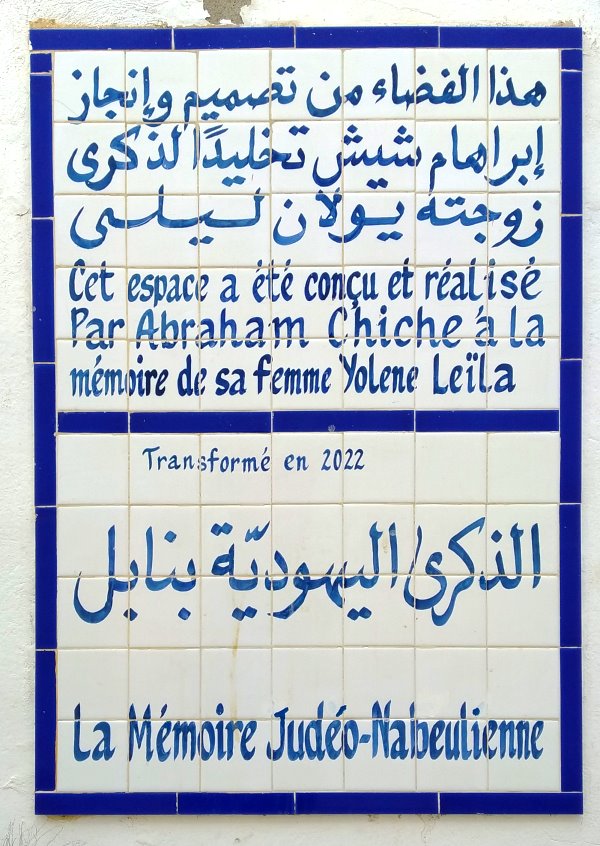 هذا الفضاء من تصميم وإنجاز
إبراهام شيش تخليدًا لذكرى
زوجته يولان ليلى
Cet espace a été conçu et réalisé
Par Abraham Chiche à la
mémoire de sa femme Yolene Leïla
Transformé en 2022
الذكرى اليهوديّة بنابل
La Mémoire Judéo-Nabeulienne